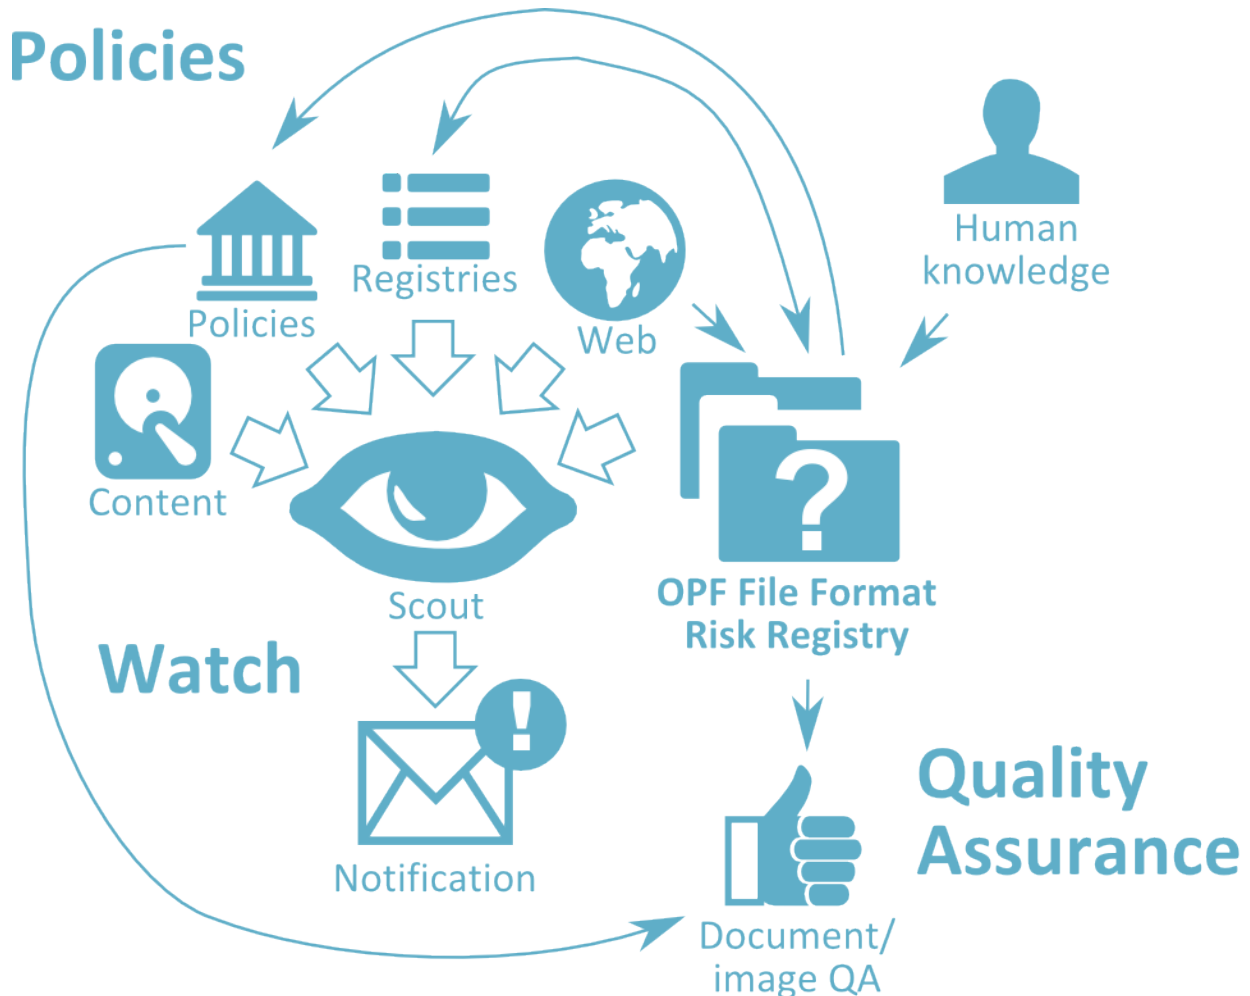 Policies
Human
knowledge
Registries
Policies
Web
Content
Scout
OPF File Format
Risk Registry
Watch
Quality
Assurance
Notification
Document/
image QA